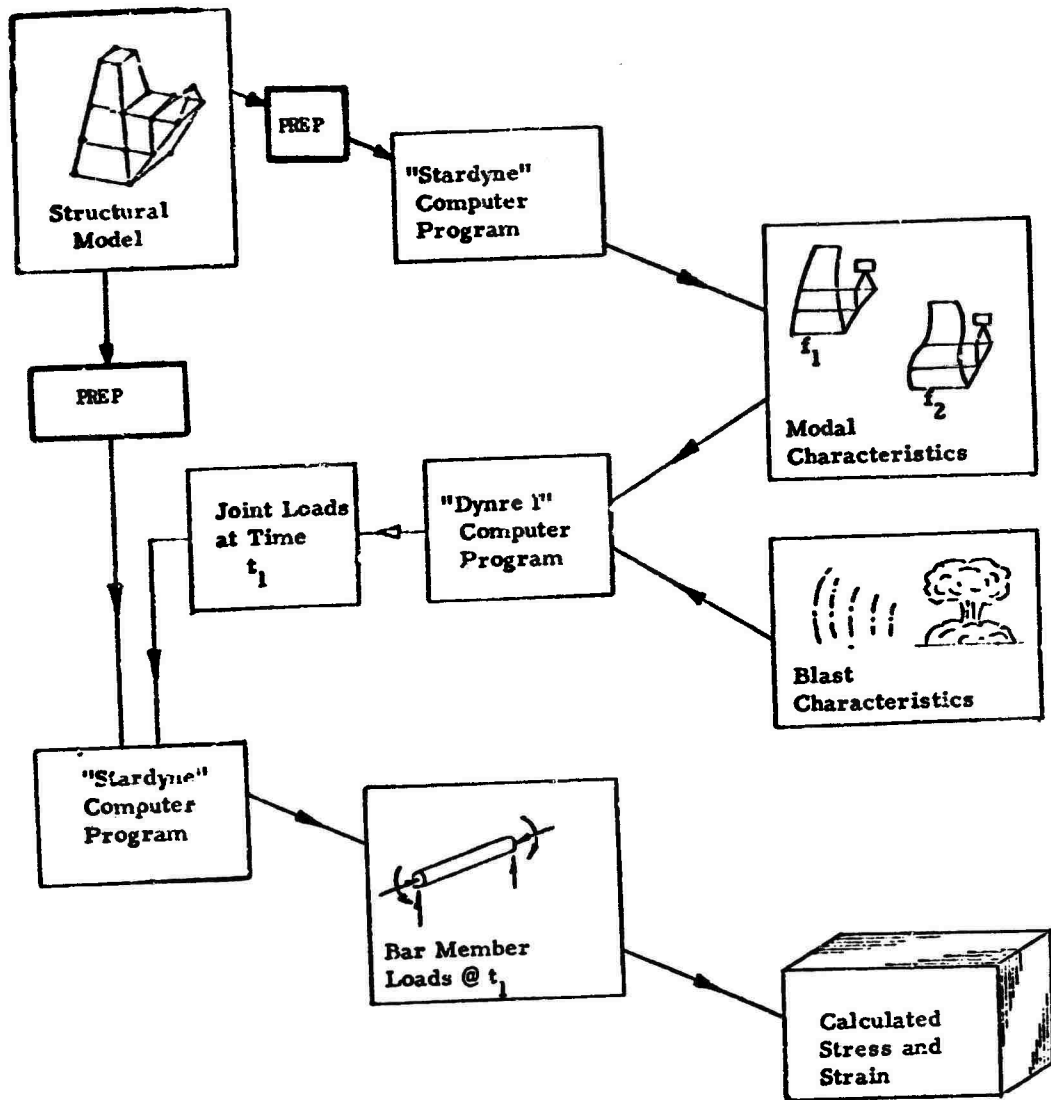 Structural
Model
PREP
"Stardyne"
Computer
Program
f1
f2
Modal
Characteristics
PREP
Joint Loads
at Time
t1
"Dynre 1"
Computer
Program
Blast
Characteristics
"Stardyne"
Computer
Program
Bar Member
Loads @ t1
Calculated
Stress and
Strain